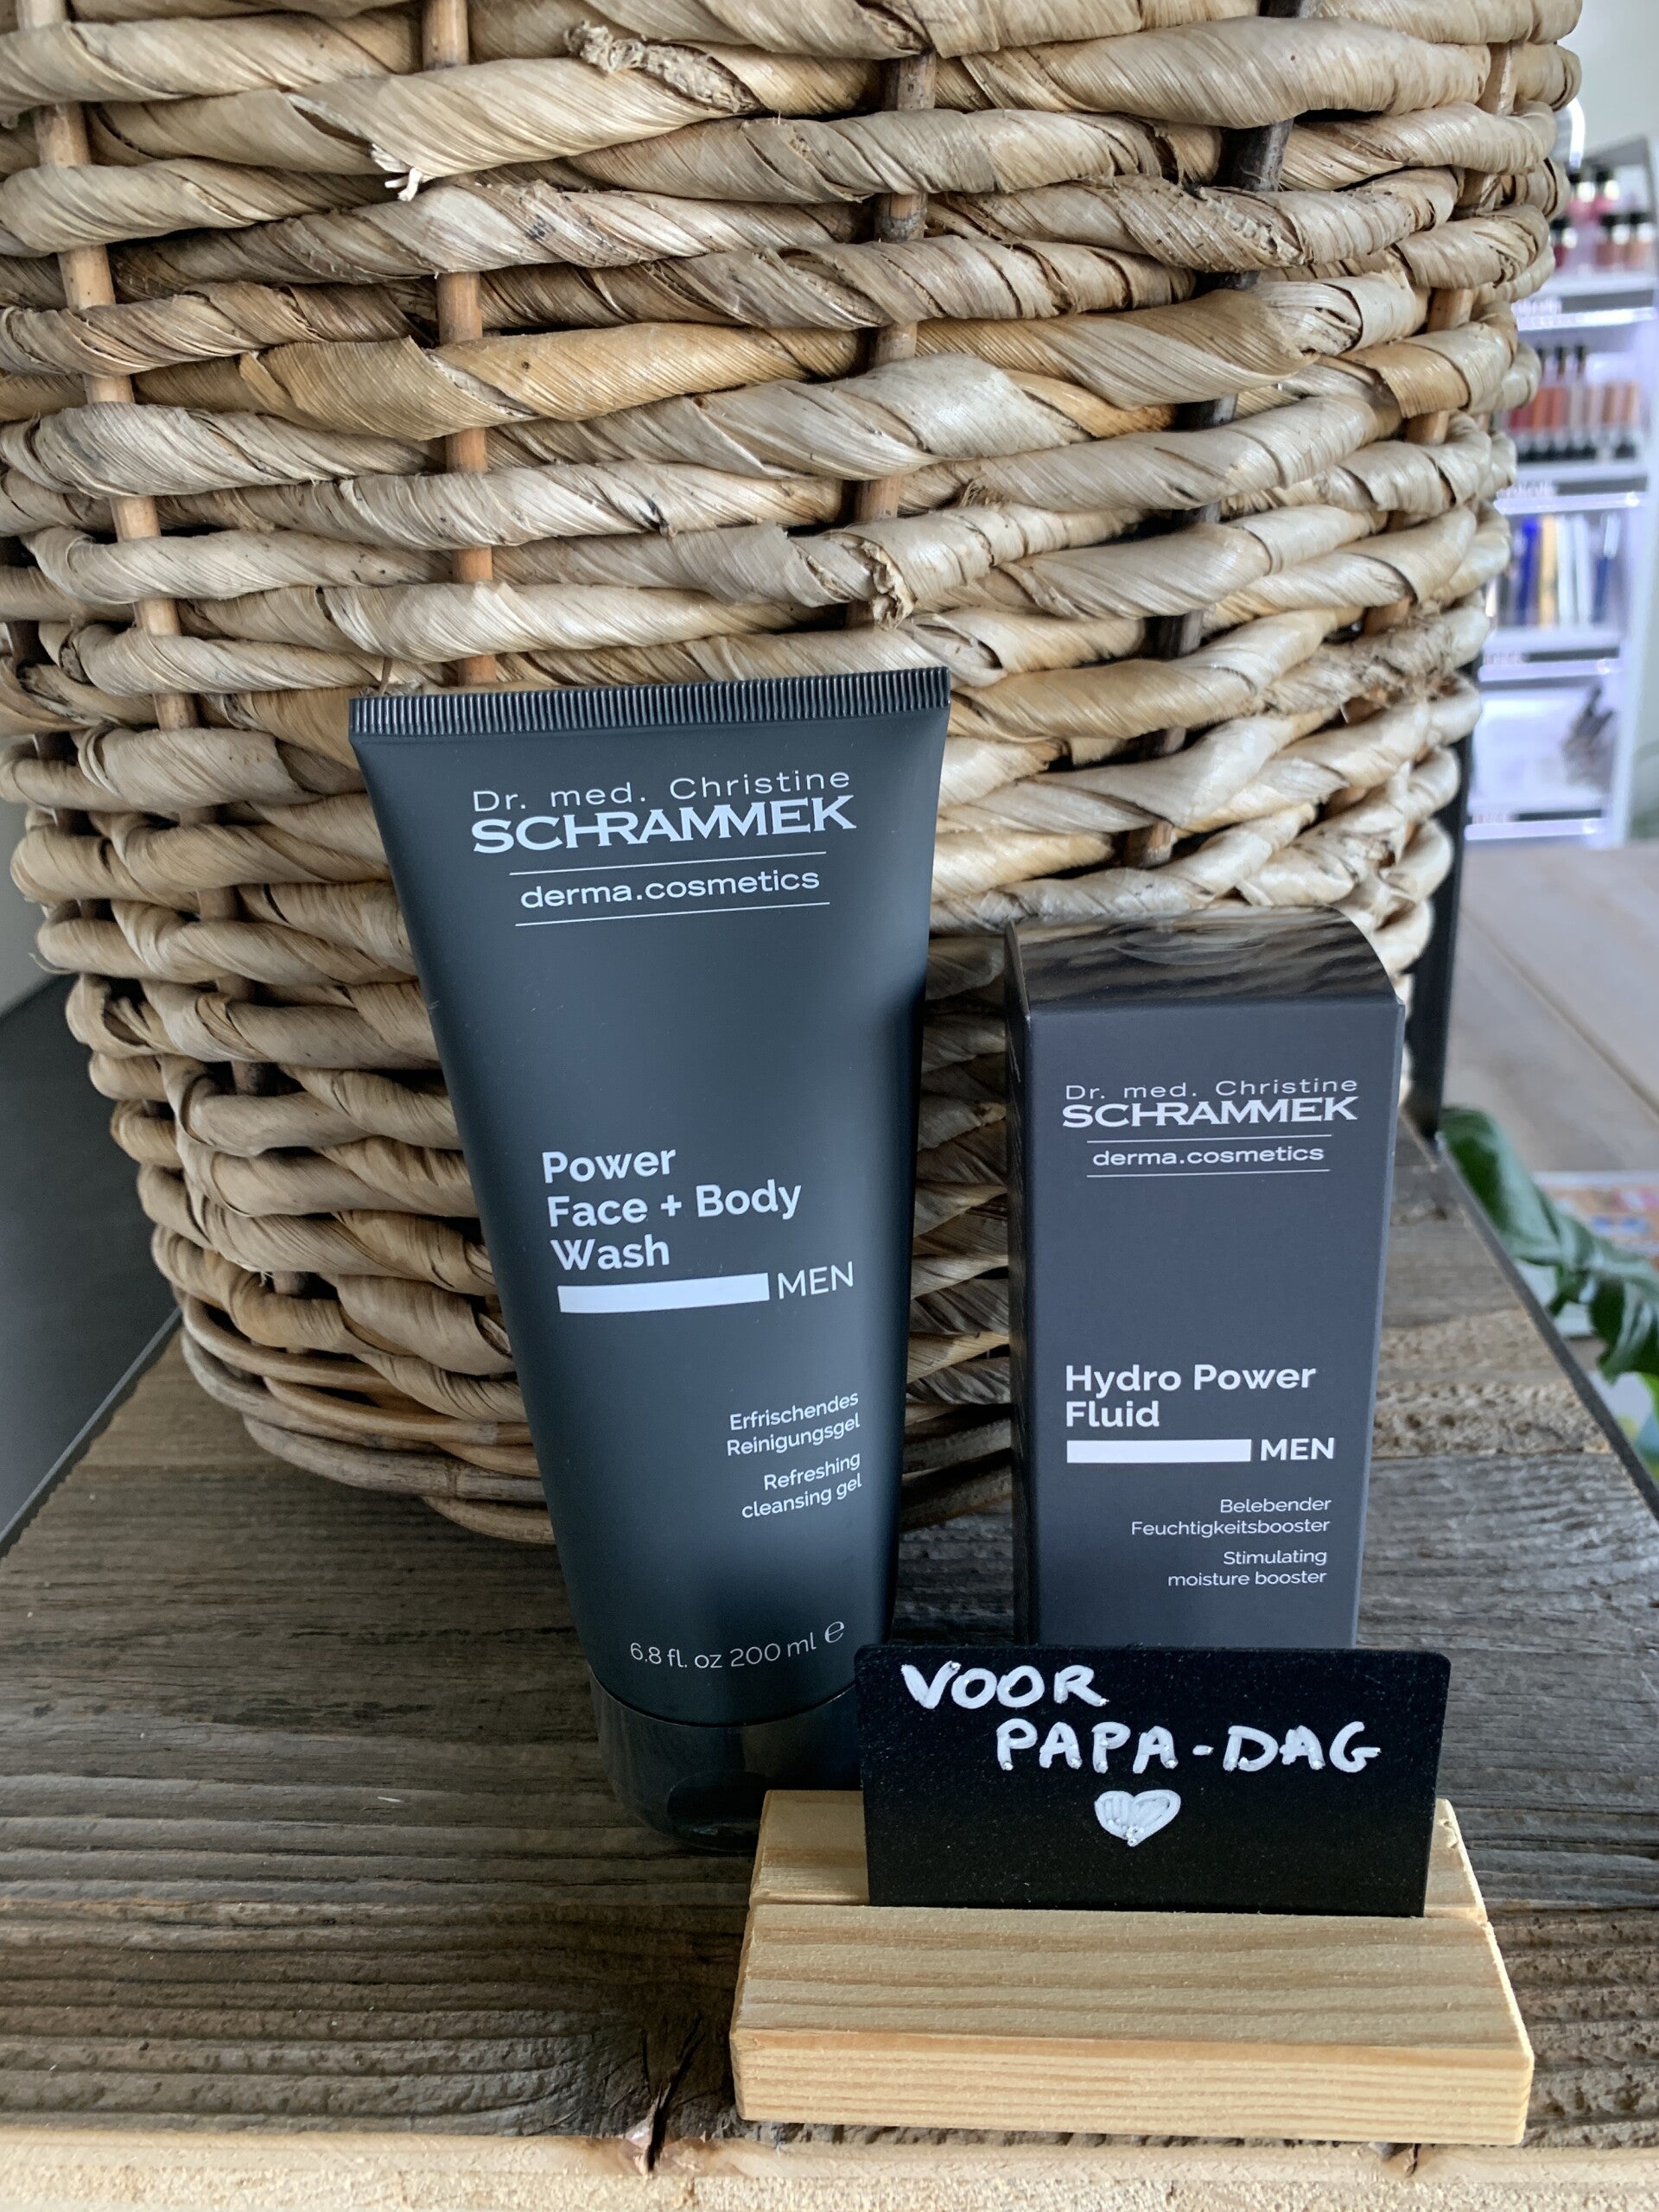 Dr. med. Christine
SCHRAMMEK
derma.cosmetics
Power
Face + Body
Wash
MEN
Erfrischendes
Reinigungsgel
Refreshing
cleansing gel
6.8 fl. oz 200 ml ℮
Dr. med. Christine
SCHRAMMEK
derma.cosmetics
Hydro Power
Fluid
MEN
Belebender
Feuchtigkeitsbooster
Stimulating
moisture booster
VOOR
PAPA-DAG